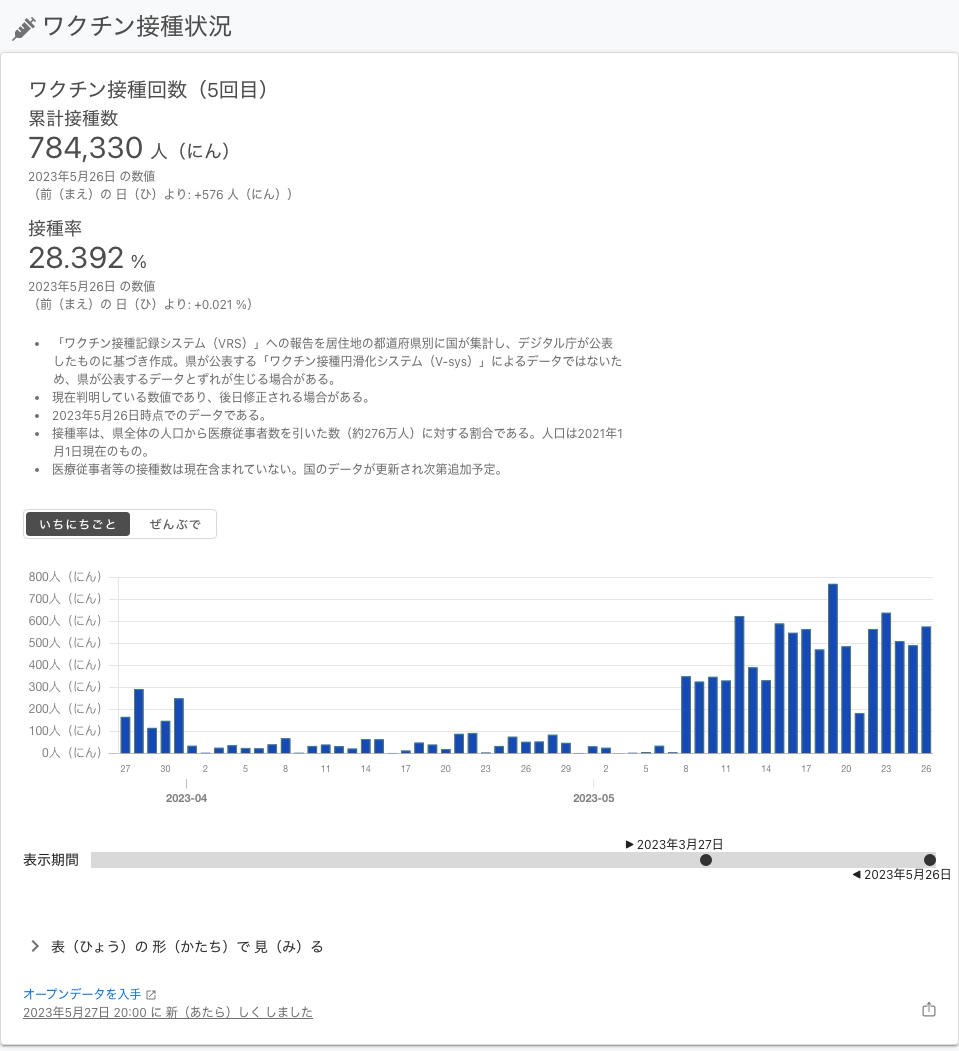 ワクチン接種状況
ワクチン接種回数（5回目）
累計接種数
784,330 人（にん）
2023年5月26日 の数値
（前（まえ）の 日（ひ）より: +576 人（にん））
接種率
28.392 %
2023年5月26日 の数値
（前（まえ）の 日（ひ）より: +0.021 %）
• 「ワクチン接種記録システム（VRS）」への報告を居住地の都道府県別に国が集計し、デジタル庁が公表
したものに基づき作成。県が公表する「ワクチン接種円滑化システム（V-sys）」によるデータではないた
め、県が公表するデータとずれが生じる場合がある。
• 現在判明している数値であり、後日修正される場合がある。
• 2023年5月26日時点でのデータである。
• 接種率は、県全体の人口から医療従事者数を引いた数（約276万人）に対する割合である。人口は2021年1
月1日現在のもの。
• 医療従事者等の接種数は現在含まれていない。国のデータが更新され次第追加予定。
いちにちごと ぜんぶで
800人（にん）
700人（にん）
600人（にん）
500人（にん）
400人（にん）
300人（にん）
200人（にん）
100人（にん）
0人（にん）
27 30 2 5 8 11 14 17 20 23 26 29 2 5 8 11 14 17 20 23 26
2023-04 2023-05
▶ 2023年3月27日
表示期間
◀ 2023年5月26日
表（ひょう）の 形（かたち）で 見（み）る
オープンデータを入手
2023年5月27日 20:00 に 新（あたら）しく しました